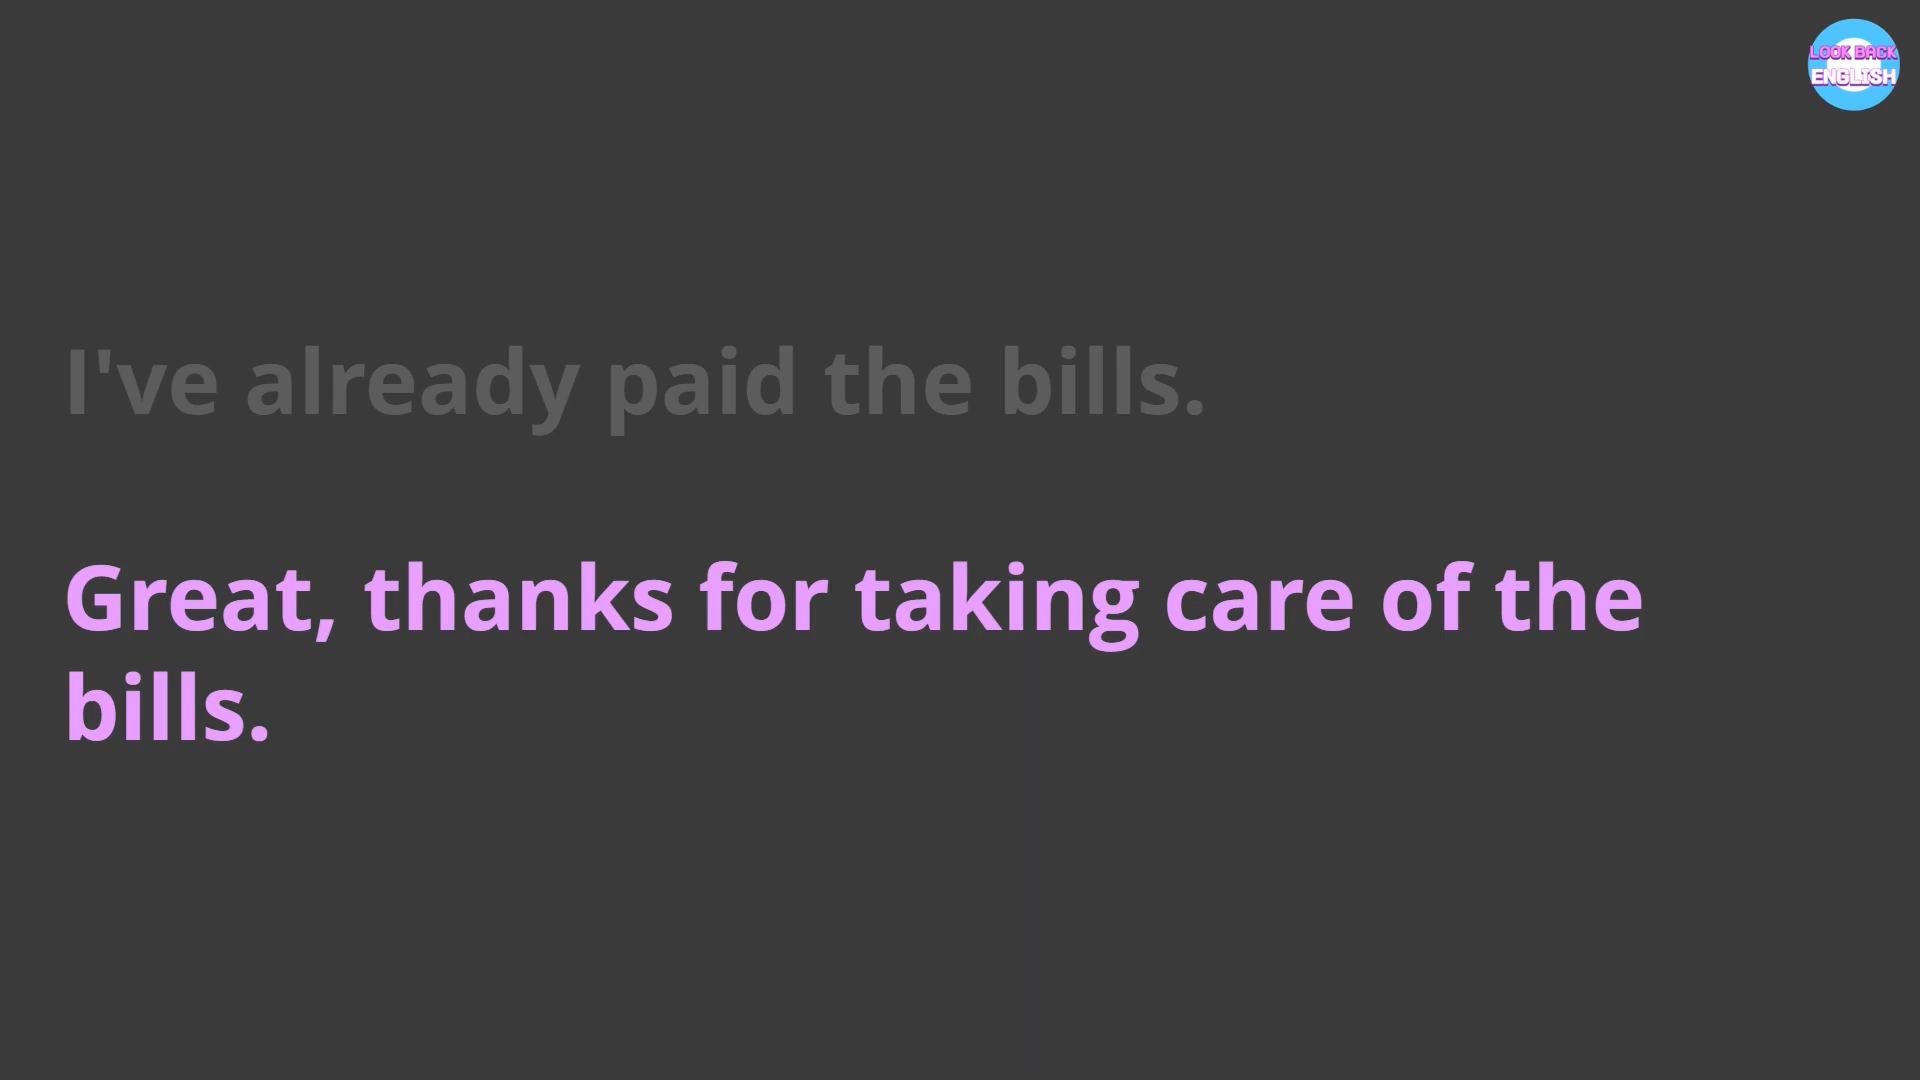 LOOK BACK
ENGLISH
I've already paid the bills.
Great, thanks for taking care of the
bills.